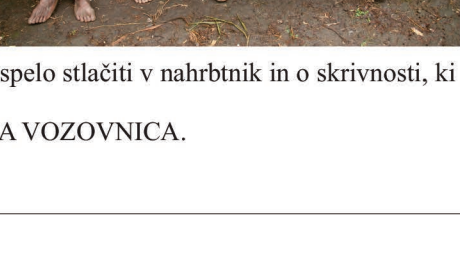 spelo stlačiti v nahrbtnik in o skrivnosti, ki
A VOZOVNICA.